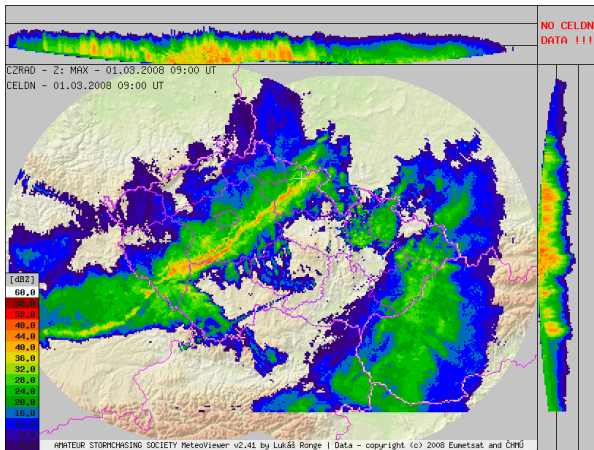 NO CELDN
DATA !!!
CZRAD - Z: MAX - 01.03.2008 09:00 UT
CELDN - 01.03.2008 09:00 UT
[dBZ]
60.0
56.0
52.0
48.0
44.0
40.0
36.0
32.0
28.0
24.0
20.0
16.0
AMATEUR STORMCHASING SOCIETY MeteoViewer v2.41 by Lukáš Ronge | Data - copyright (c) 2008 Eumetsat and ČHMÚ